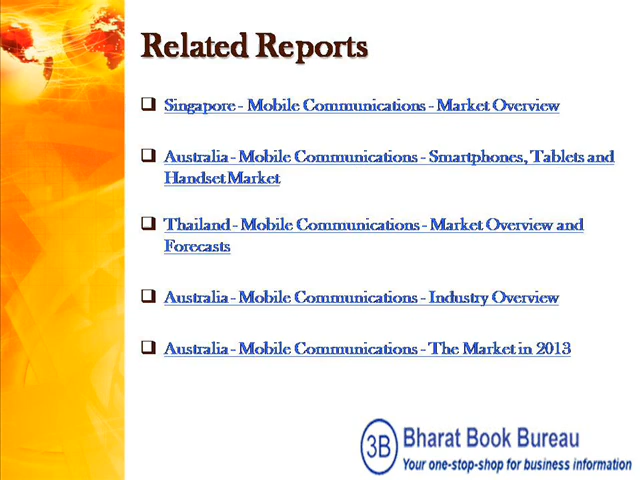 Related Reports
Singapore - Mobile Communications - Market Overview
Australia - Mobile Communications - Smartphones, Tablets and
Handset Market
Thailand - Mobile Communications - Market Overview and
Forecasts
Australia - Mobile Communications - Industry Overview
Australia - Mobile Communications - The Market in 2013
3B Bharat Book Bureau
Your one-stop-shop for business information